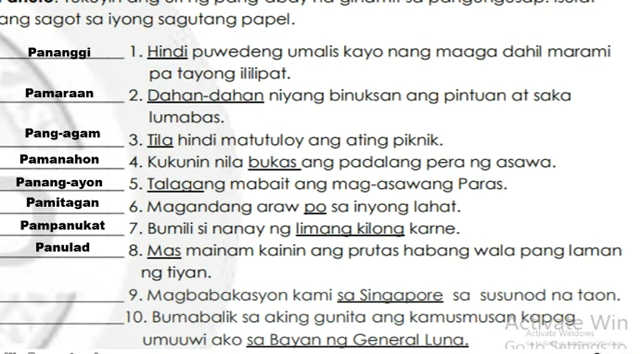 ang sagot sa iyong sagutang papel.
Pananggi 1. Hindi puwedeng umalis kayo nang maaga dahil marami
pa tayong ililipat.
Pamaraan 2. Dahan-dahan niyang binuksan ang pintuan at saka
lumabas.
Pang-agam 3. Tila hindi matutuloy ang ating piknik.
Pamanahon 4. Kukunin nila bukas ang padalang pera ng asawa.
Panang-ayon 5. Talagang mabait ang mag-asawang Paras.
Pamitagan 6. Magandang araw po sa inyong lahat.
Pampanukat 7. Bumili si nanay ng limang kilong karne.
Panulad 8. Mas mainam kainin ang prutas habang wala pang laman
ng tiyan.
9. Magbabakasyon kami sa Singapore sa susunod na taon.
10. Bumabalik sa aking gunita ang kamusmusan kapag
umuuwi ako sa Bayan ng General Luna.
Activate Win
Activate Windows